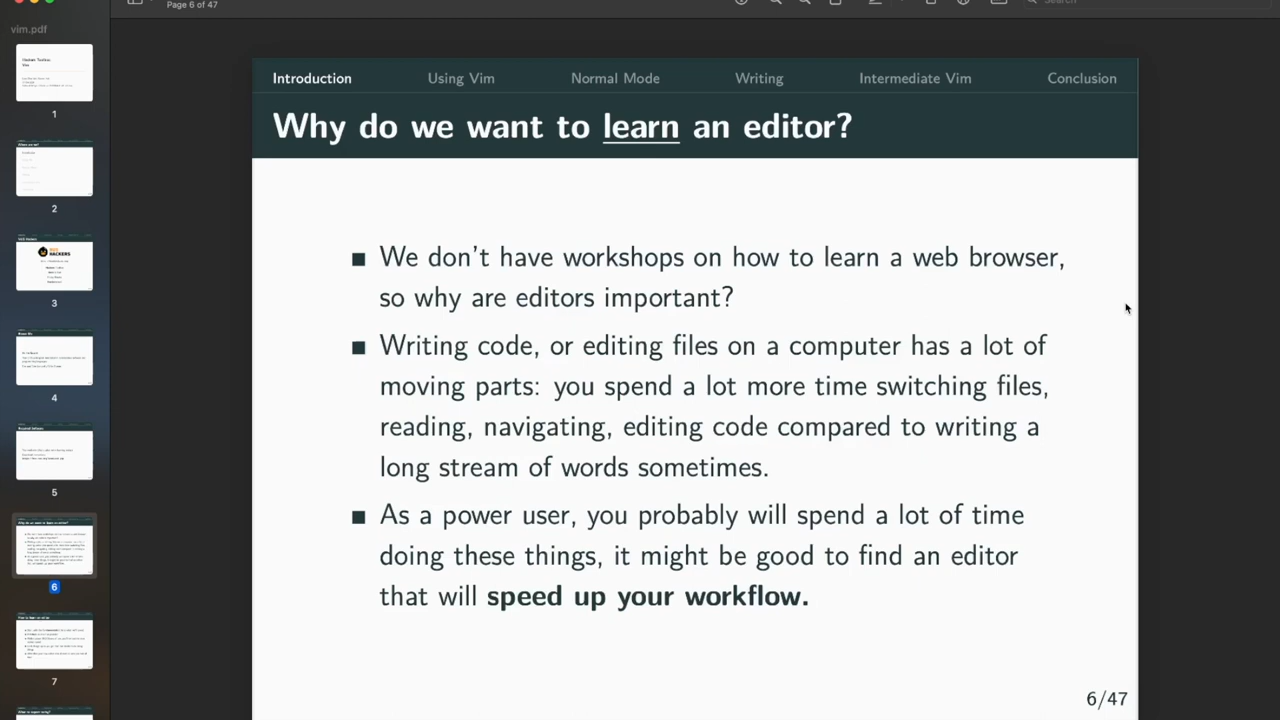 Page 6 of 47
Search
vim.pdf
1
2
3
HACKERS
4
5
6
7
Introduction
Using Vim
Normal Mode
Writing
Intermediate Vim
Conclusion
Why do we want to learn an editor?
■ We don't have workshops on how to learn a web browser,
so why are editors important?
■ Writing code, or editing files on a computer has a lot of
moving parts: you spend a lot more time switching files,
reading, navigating, editing code compared to writing a
long stream of words sometimes.
■ As a power user, you probably will spend a lot of time
doing these things, it might be good to find an editor
that will speed up your workflow.
6/47